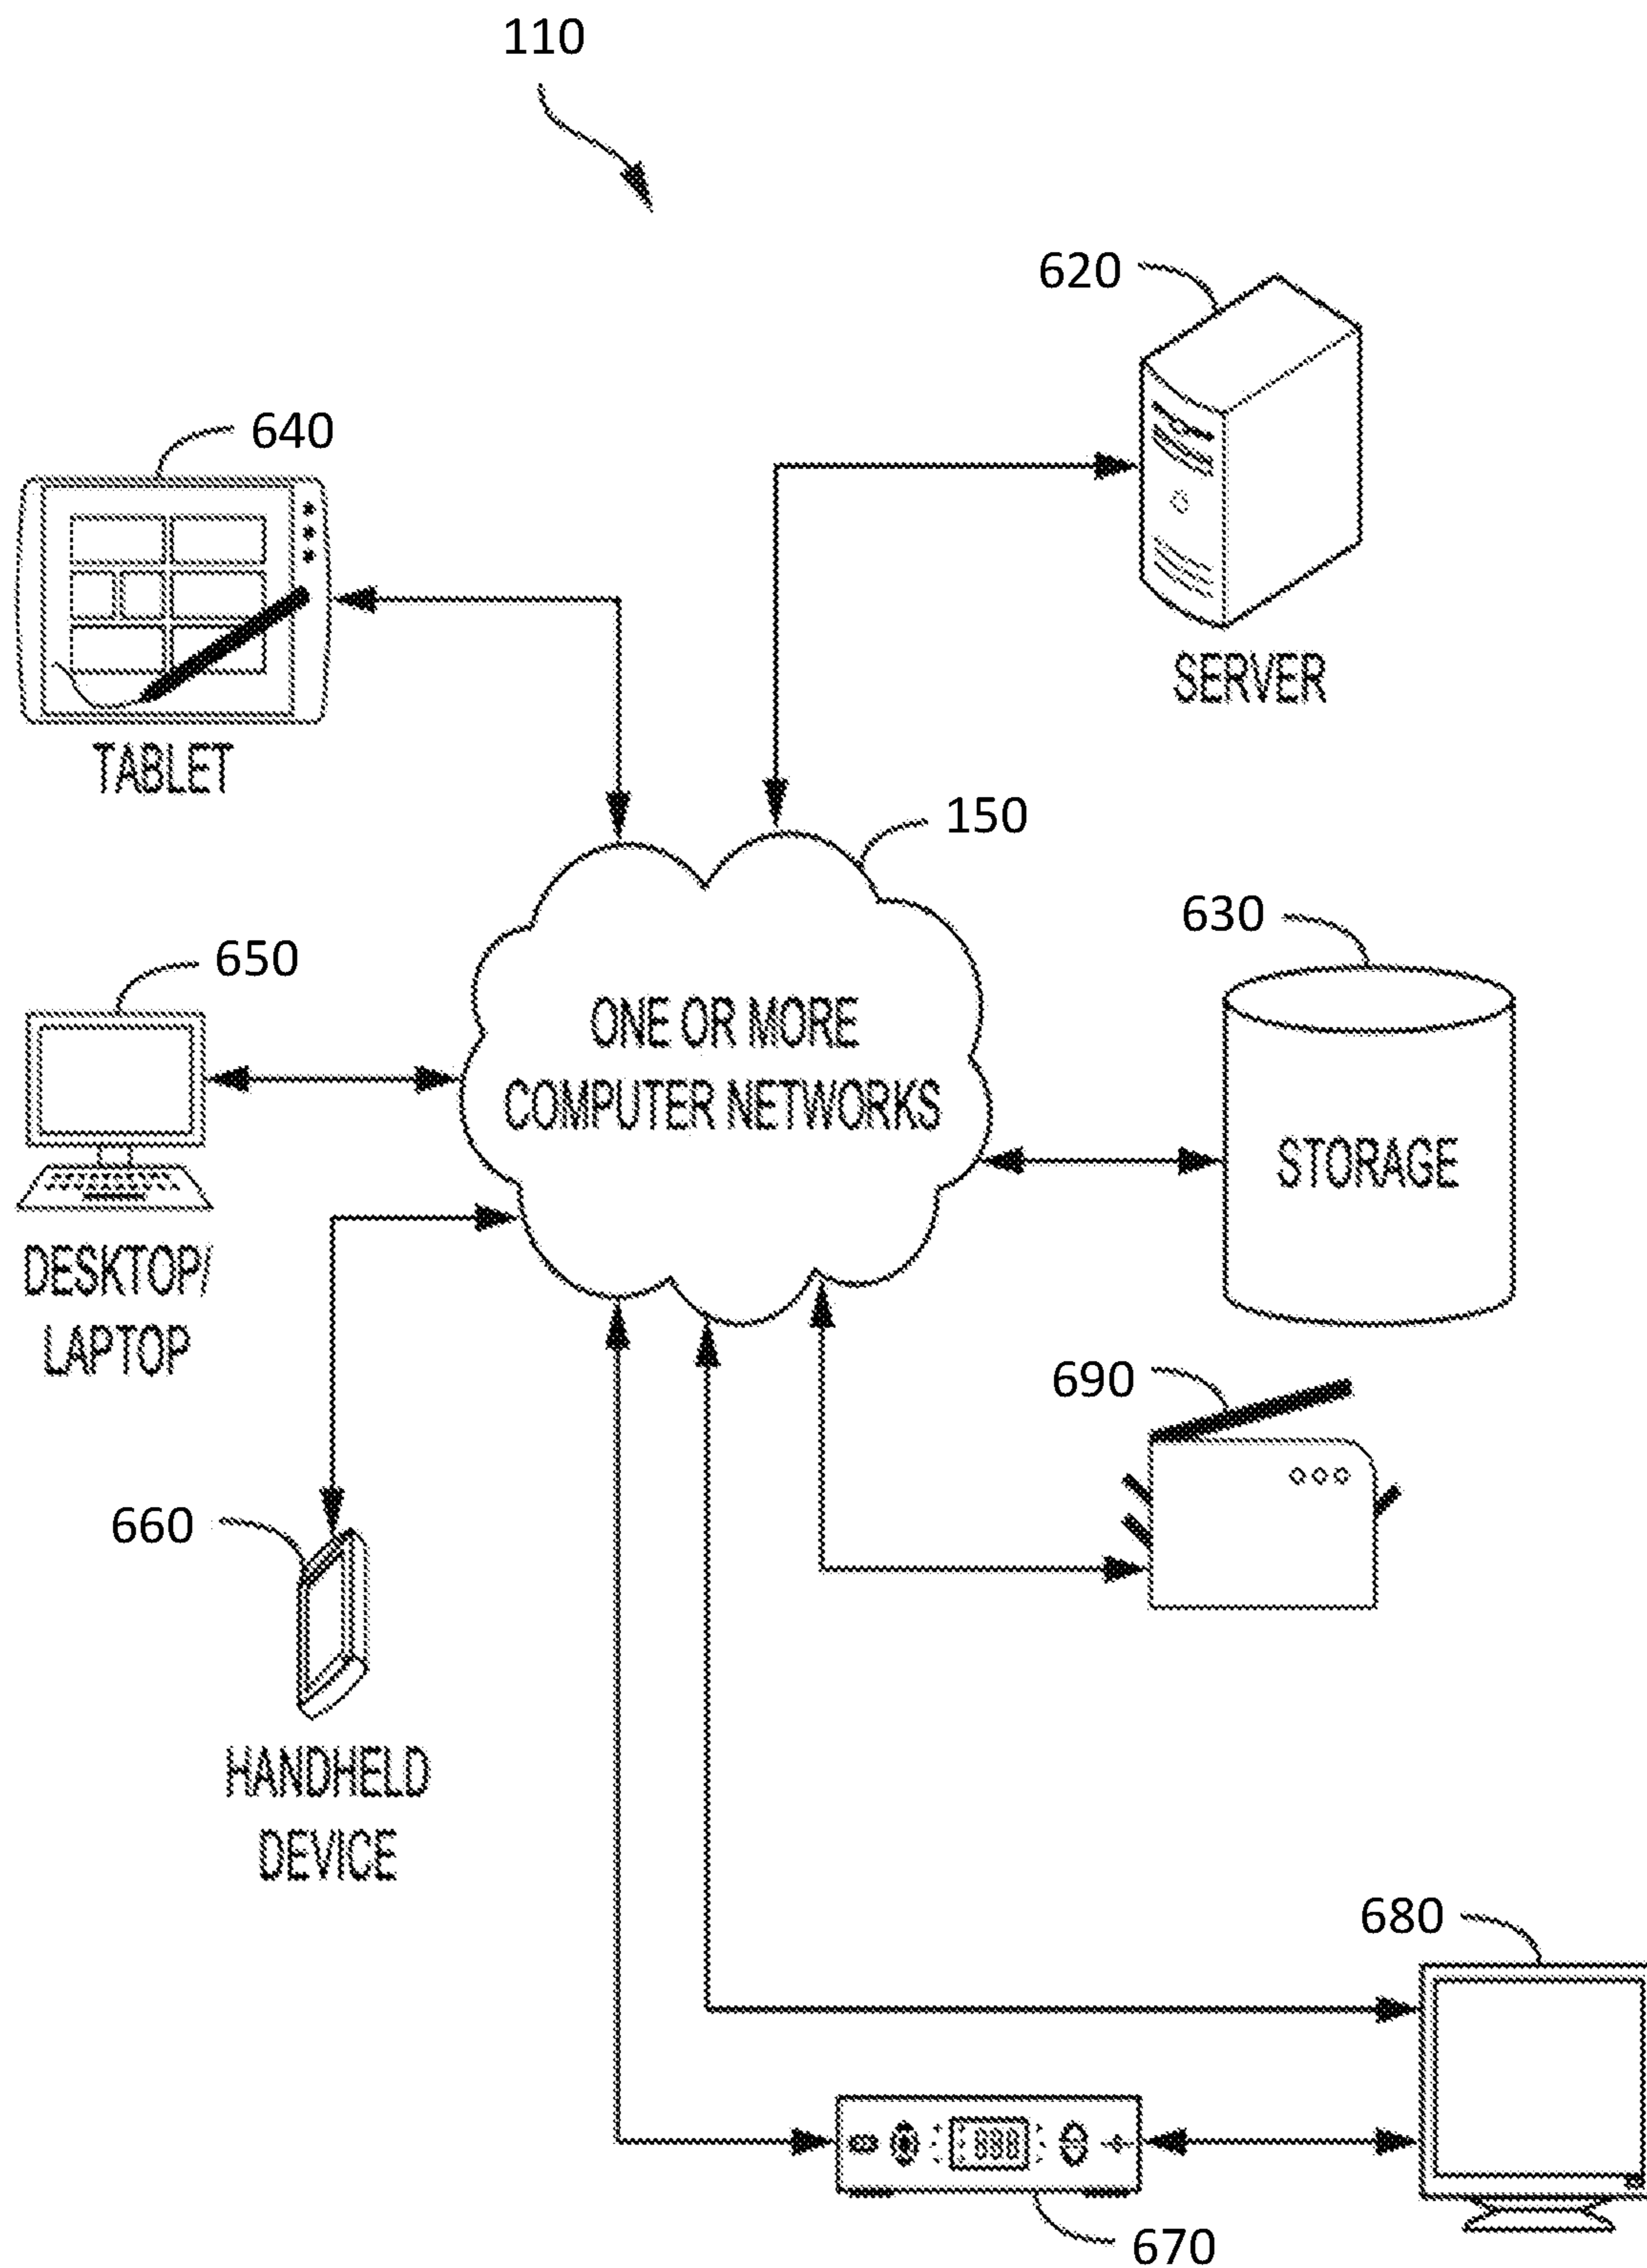 110
620
640
SERVER
TABLET
150
630
650
ONE OR MORE
COMPUTER NETWORKS
STORAGE
DESKTOP/
LAPTOP
690
660
HANDHELD
DEVICE
680
888
670